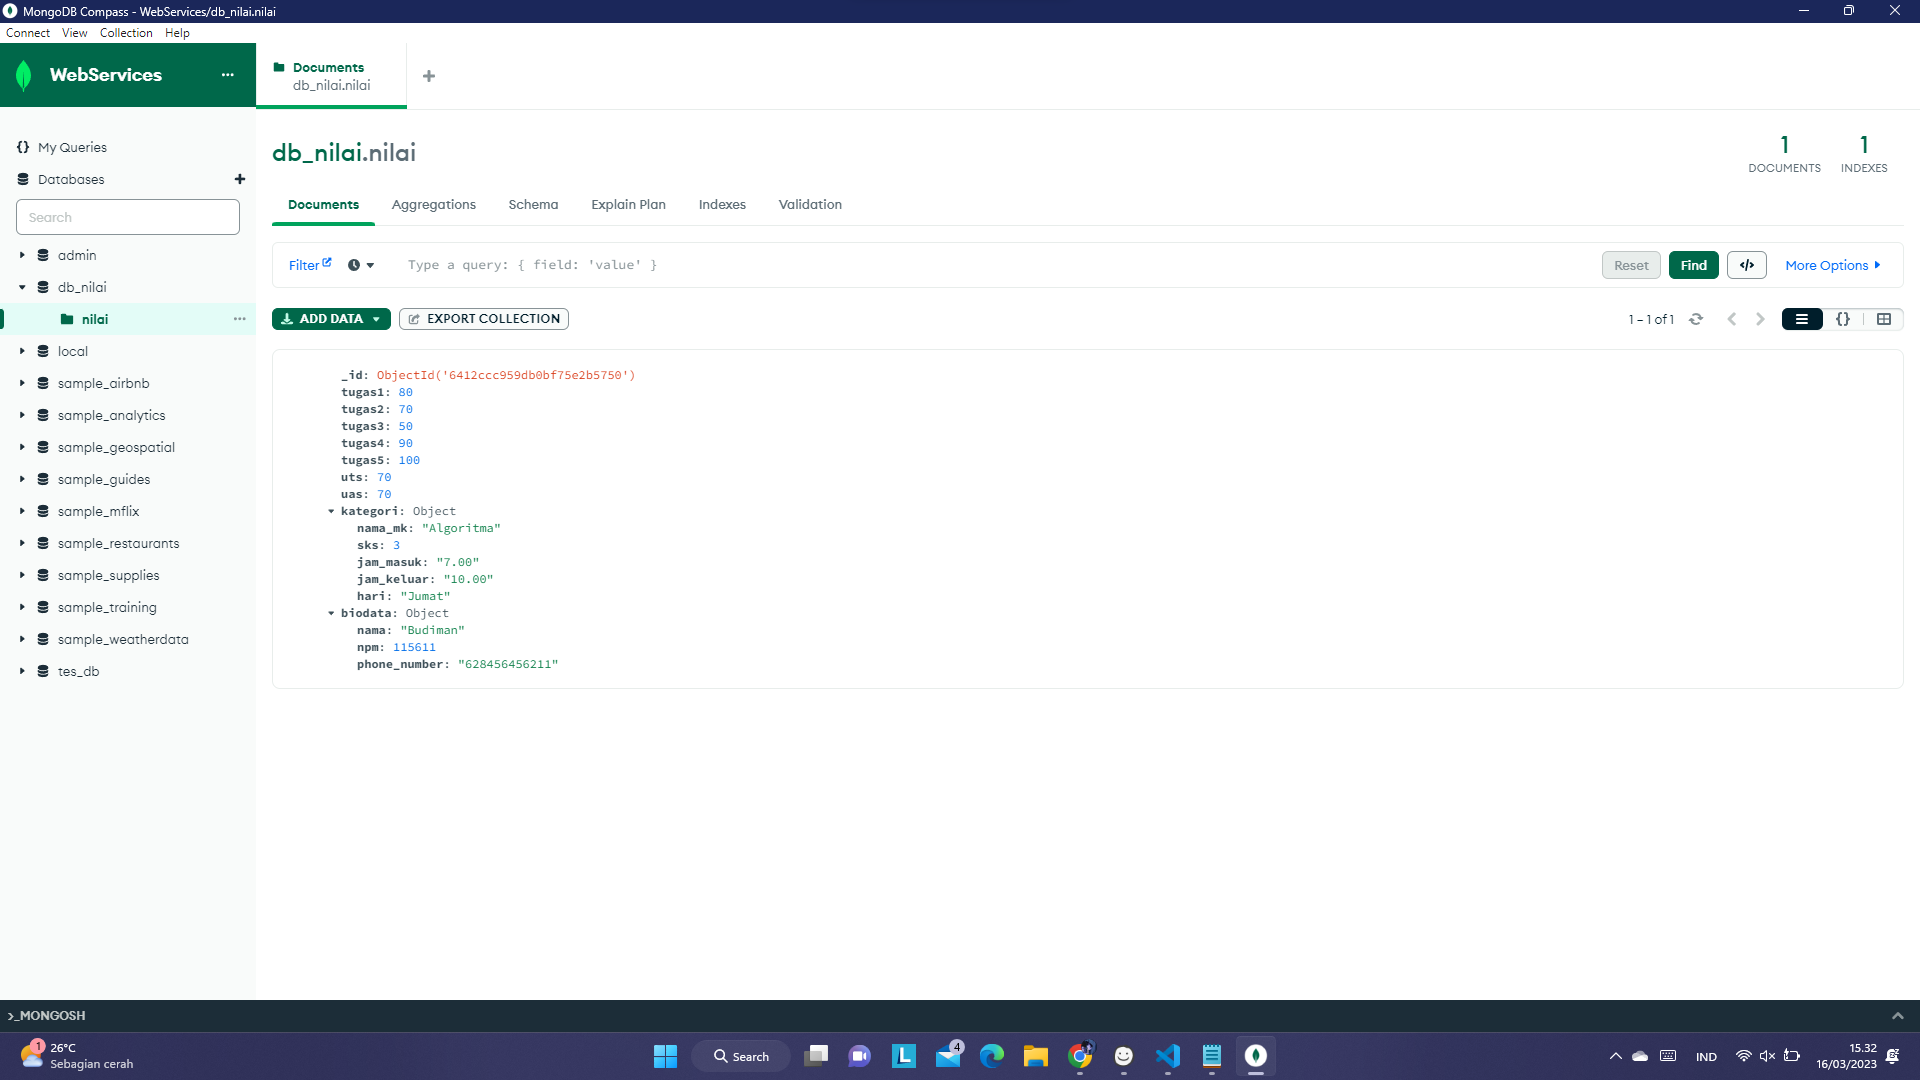 MongoDB Compass - WebServices/db_nilai.nilai
Connect View Collection Help
WebServices
Documents
db_nilai.nilai
My Queries
Databases
Search
admin
db_nilai
nilai
local
sample_airbnb
sample_analytics
sample_geospatial
sample_guides
sample_mflix
sample_restaurants
sample_supplies
sample_training
sample_weatherdata
tes_db
db_nilai.nilai
1 DOCUMENTS
1 INDEXES
Documents Aggregations Schema Explain Plan Indexes Validation
Filter Type a query: { field: 'value' } Reset Find </> More Options
ADD DATA EXPORT COLLECTION 1 – 1 of 1 {}
_id: ObjectId('6412ccc959db0bf75e2b5750')
tugas1: 80
tugas2: 70
tugas3: 50
tugas4: 90
tugas5: 100
uts: 70
uas: 70
kategori: Object
nama_mk: "Algoritma"
sks: 3
jam_masuk: "7.00"
jam_keluar: "10.00"
hari: "Jumat"
biodata: Object
nama: "Budiman"
npm: 115611
phone_number: "628456456211"
>_MONGOSH
1
26°C
Sebagian cerah
Search
L
4
IND
15.32
16/03/2023